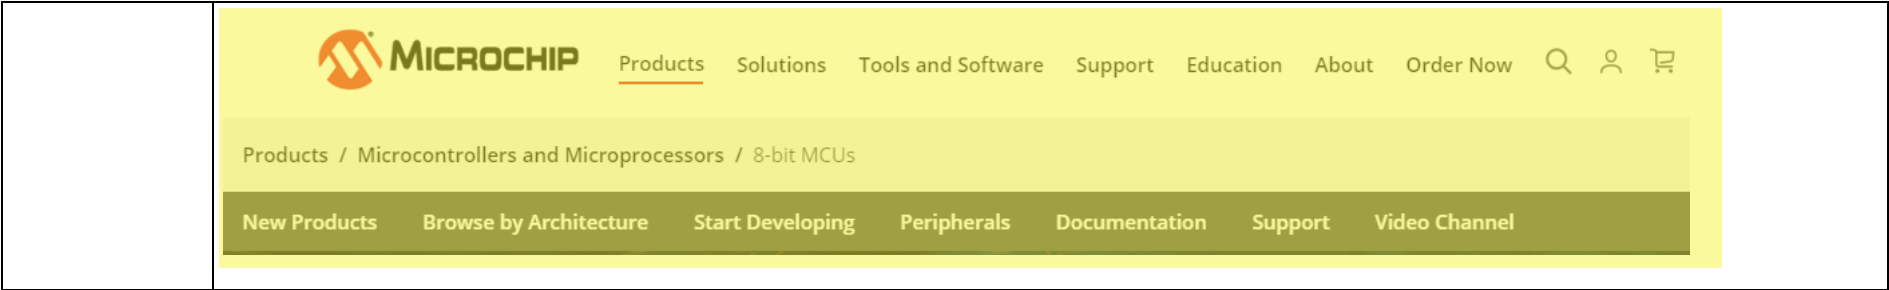 MICROCHIP Products Solutions Tools and Software Support Education About Order Now
Products / Microcontrollers and Microprocessors / 8-bit MCUs
New Products Browse by Architecture Start Developing Peripherals Documentation Support Video Channel